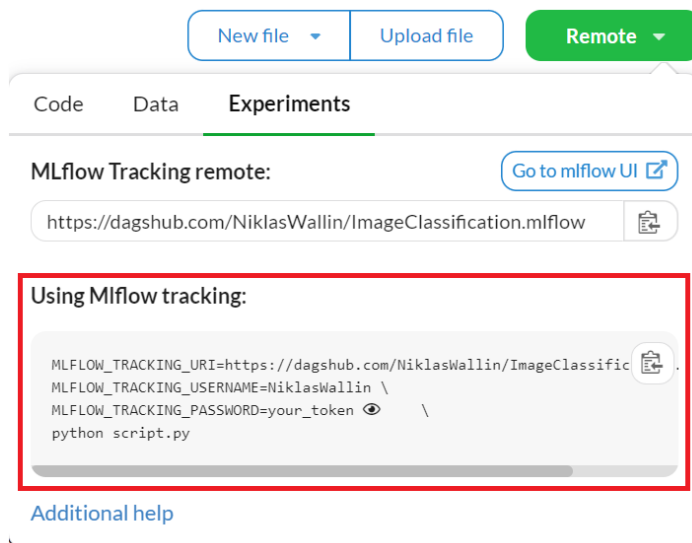 New file
Upload file
Remote
Code
Data
Experiments
MLflow Tracking remote:
Go to mlflow UI
https://dagshub.com/NiklasWallin/ImageClassification.mlflow
Using Mlflow tracking:
MLFLOW_TRACKING_URI=https://dagshub.com/NiklasWallin/ImageClassific
MLFLOW_TRACKING_USERNAME=NiklasWallin \
MLFLOW_TRACKING_PASSWORD=your_token \
python script.py
Additional help